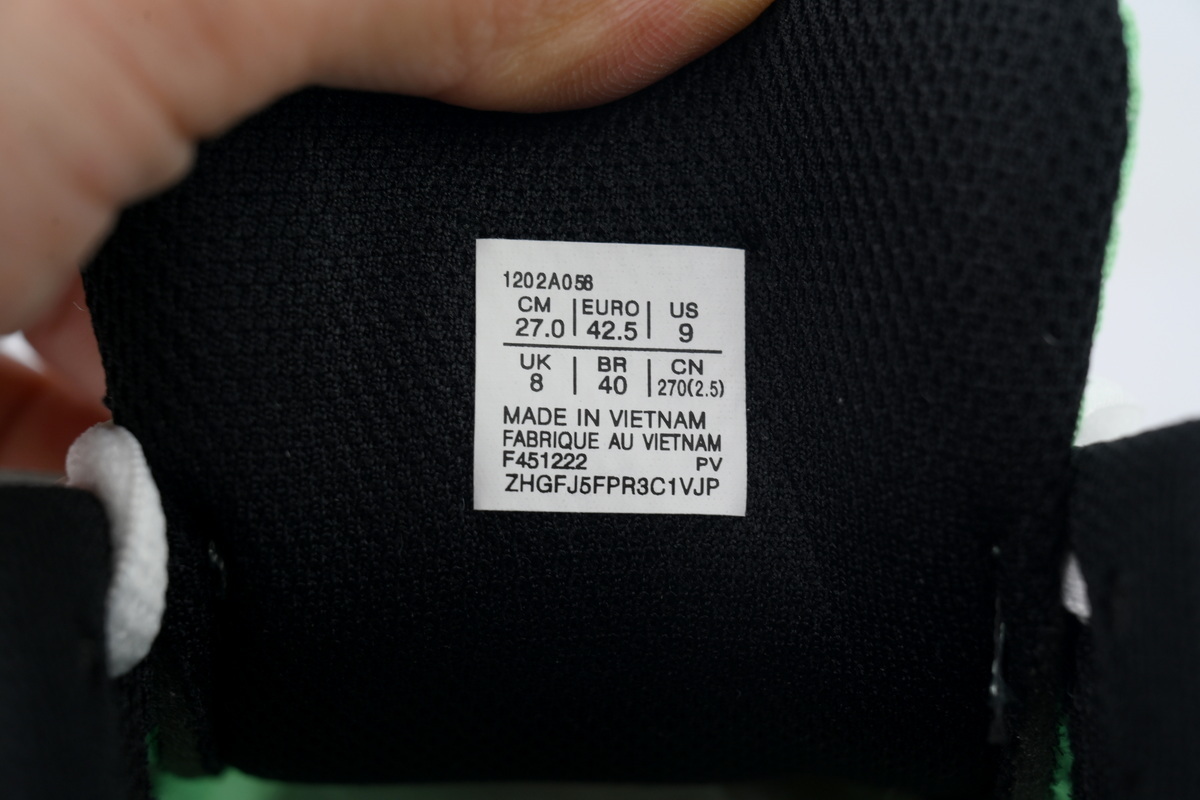 1202A056
CM | EURO | US
27.0 | 42.5 | 9
UK | BR | CN
8 | 40 | 270(2.5)
MADE IN VIETNAM
FABRIQUE AU VIETNAM
F451222 PV
ZHGFJ5FPR3C1VJP